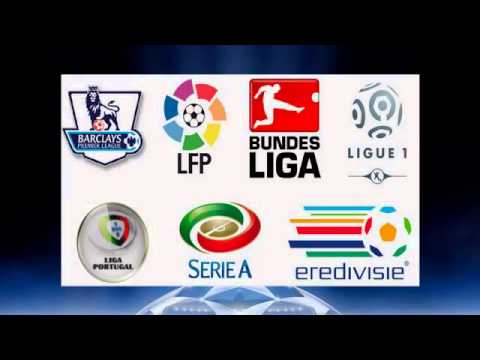 BARCLAYS
PREMIER LEAGUE
LFP
BUNDES
LIGA
LIGUE 1
LIGA
PORTUGAL
SERIE A
eredivisie®